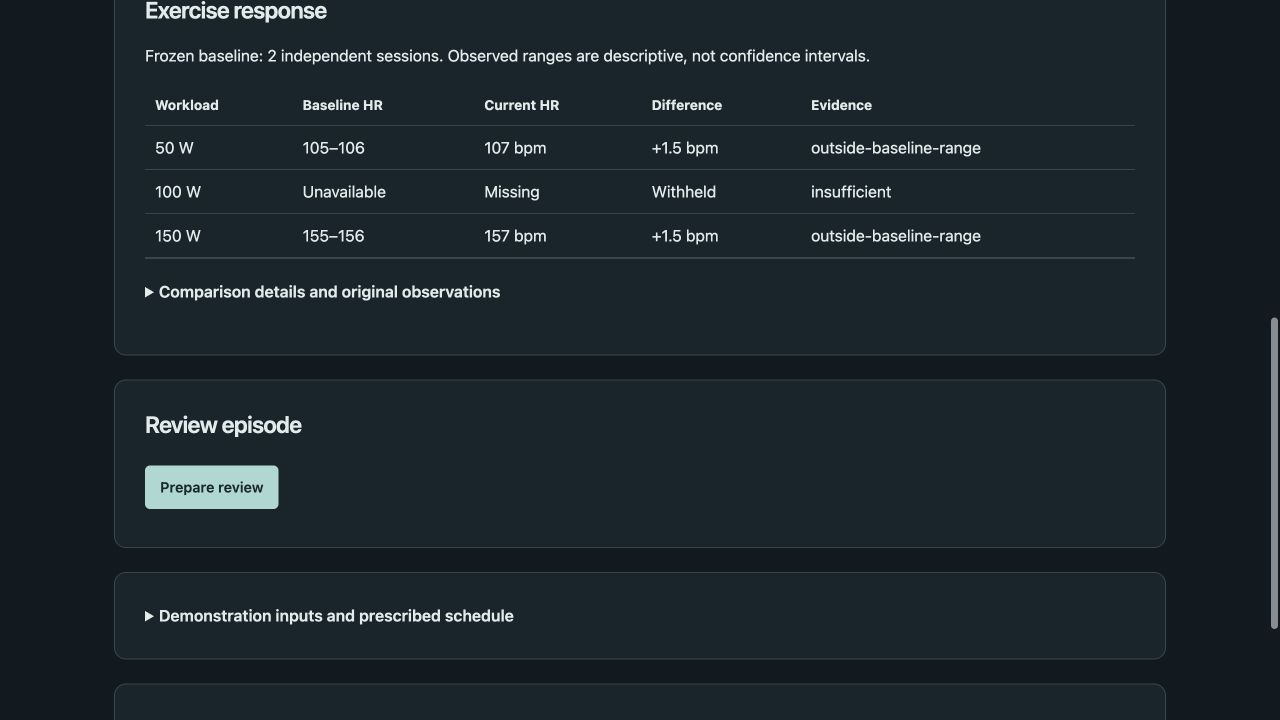 Exercise response
Frozen baseline: 2 independent sessions. Observed ranges are descriptive, not confidence intervals.
Workload Baseline HR Current HR Difference Evidence
50 W 105–106 107 bpm +1.5 bpm outside-baseline-range
100 W Unavailable Missing Withheld insufficient
150 W 155–156 157 bpm +1.5 bpm outside-baseline-range
Comparison details and original observations
Review episode
Prepare review
Demonstration inputs and prescribed schedule